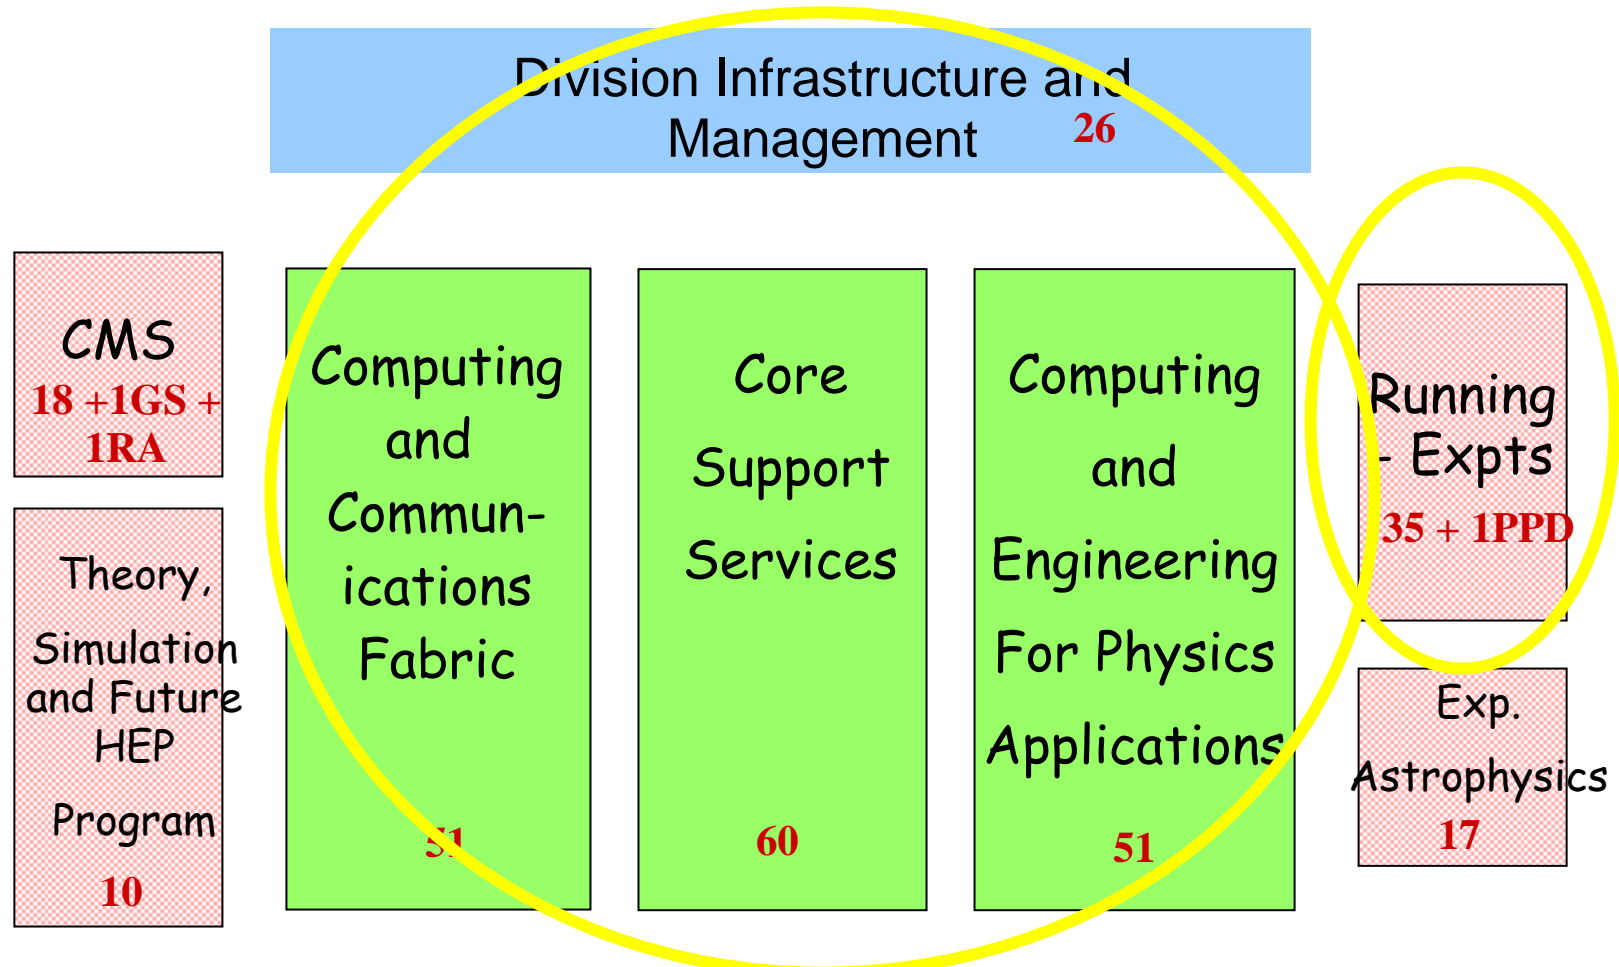 Division Infrastructure and
Management 26
CMS
18 +1GS +
1RA
Theory,
Simulation
and Future
HEP
Program
10
Computing
and
Commun-
ications
Fabric
51
Core
Support
Services
60
Computing
and
Engineering
For Physics
Applications
51
Running
- Expts
35 + 1PPD
Exp.
Astrophysics
17